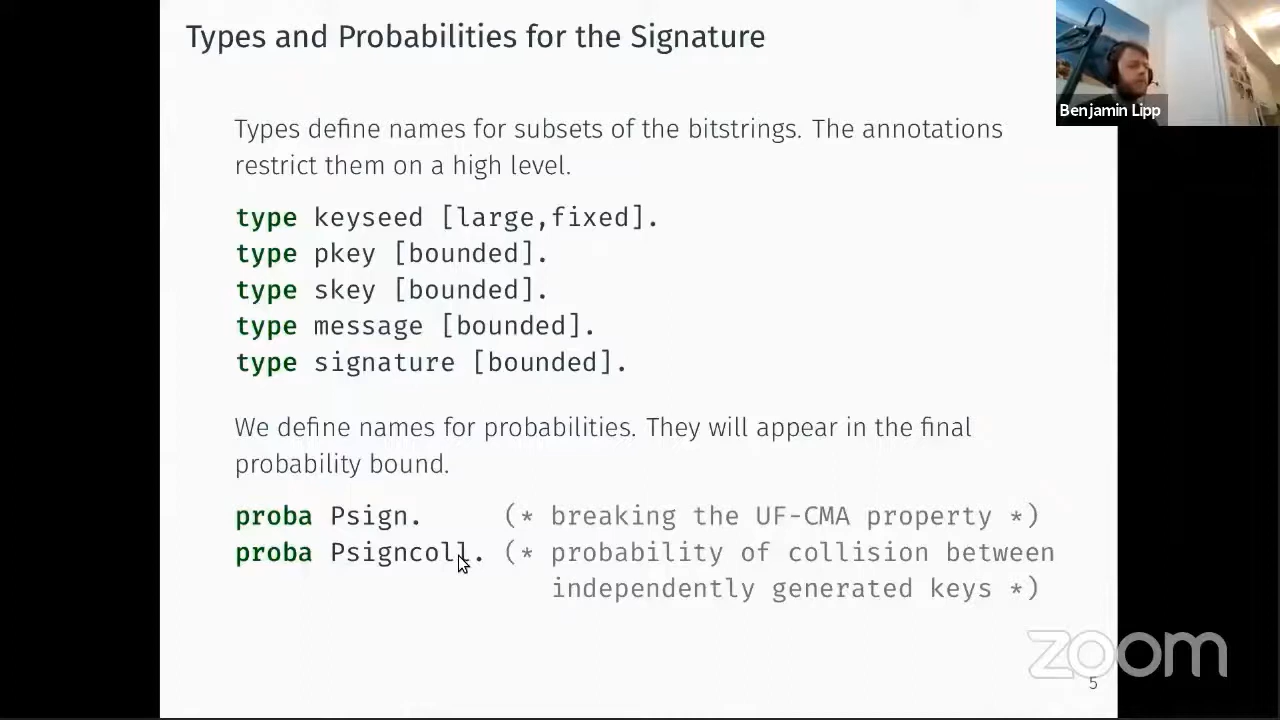 Types and Probabilities for the Signature
Benjamin Lipp
Types define names for subsets of the bitstrings. The annotations
restrict them on a high level.
type keyseed [large,fixed].
type pkey [bounded].
type skey [bounded].
type message [bounded].
type signature [bounded].
We define names for probabilities. They will appear in the final
probability bound.
proba Psign. (* breaking the UF-CMA property *)
proba Psigncoll. (* probability of collision between
independently generated keys *)
zoom
5